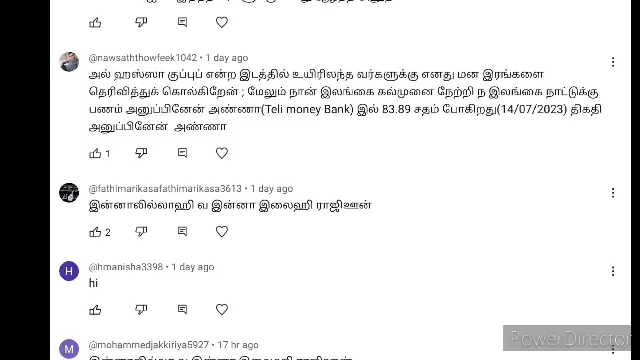 @nawsaththowfeek1042 • 1 day ago
அல் ஹஸ்ஸா குப்புப் என்ற இடத்தில் உயிரிலந்த வர்களுக்கு எனது மன இரங்களை
தெரிவித்துக் கொல்கிறேன் ; மேலும் நான் இலங்கை கல்முனை நேற்றி ந இலங்கை நாட்டுக்கு
பணம் அனுப்பினேன் அண்ணா(Teli money Bank) இல் 83.89 சதம் போகிறது(14/07/2023) திகதி
அனுப்பினேன் அண்ணா
1
@fathimarikasafathimarikasa3613 • 1 day ago
இன்னாலில்லாஹி வ இன்னா இலைஹி ராஜிஊன்
2
H
@hmanisha3398 • 1 day ago
hi
M
@mohammedjakkiriya5927 • 17 hr ago
PowerDirector